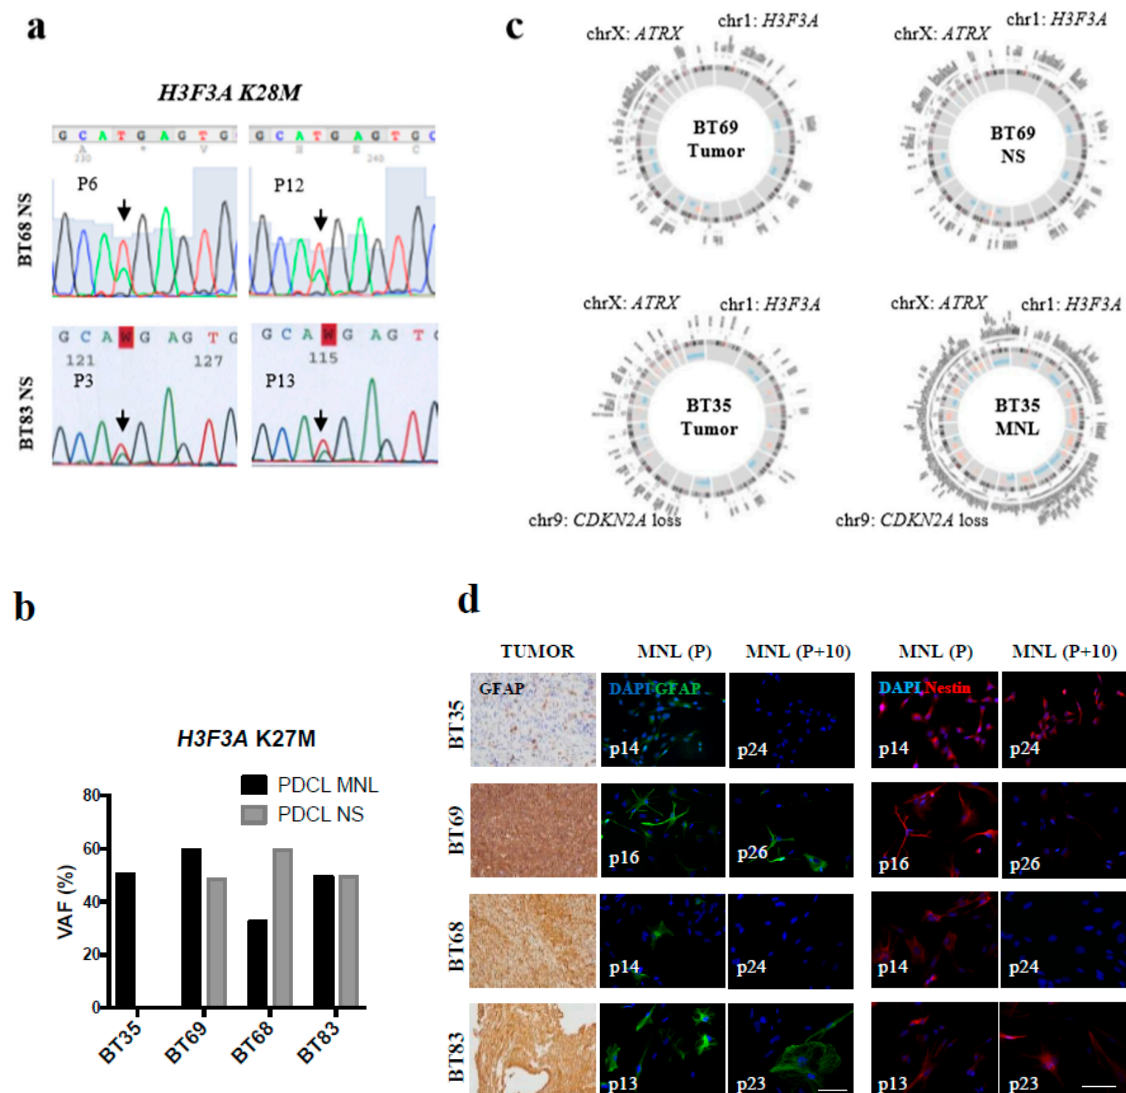 a
H3F3A K28M
BT68 NS
G C A T G A G T G
A * V
230
P6
G C A T G A G T G C
H E C
240
P12
BT83 NS
G C A W G A G T G
121 127
P3
G C A W G A G T G
115
P13
c
chrX: ATRX
chr1: H3F3A
BT69
Tumor
chrX: ATRX
chr1: H3F3A
BT69
NS
chrX: ATRX
chr1: H3F3A
BT35
Tumor
chr9: CDKN2A loss
chrX: ATRX
chr1: H3F3A
BT35
MNL
chr9: CDKN2A loss
b
H3F3A K27M
PDCL MNL
PDCL NS
VAF (%)
80
60
40
20
0
BT35
BT69
BT68
BT83
d
TUMOR MNL (P) MNL (P+10) MNL (P) MNL (P+10)
BT35
GFAP
DAPI GFAP
p14
p24
DAPI Nestin
p14
p24
BT69
p16
p26
p16
p26
BT68
p14
p24
p14
p24
BT83
p13
p23
p13
p23